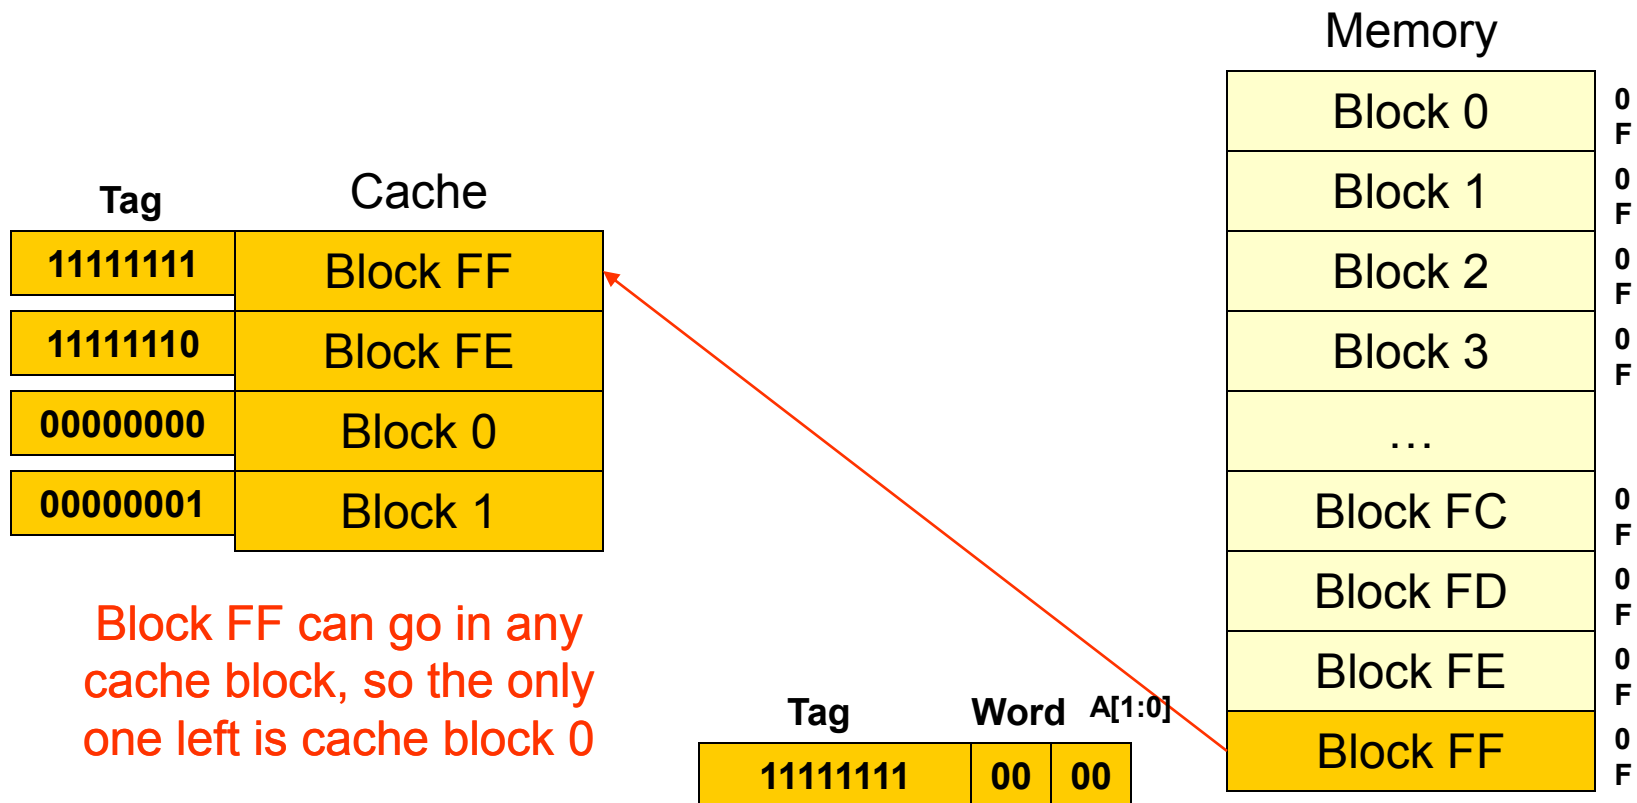 Memory
Block 0
0
F
Block 1
0
F
Block 2
0
F
Block 3
0
F
…
Block FC
0
F
Block FD
0
F
Block FE
0
F
Block FF
0
F
Tag Cache
11111111 Block FF
11111110 Block FE
00000000 Block 0
00000001 Block 1
Block FF can go in any
cache block, so the only
one left is cache block 0
Tag Word A[1:0]
11111111 00 00